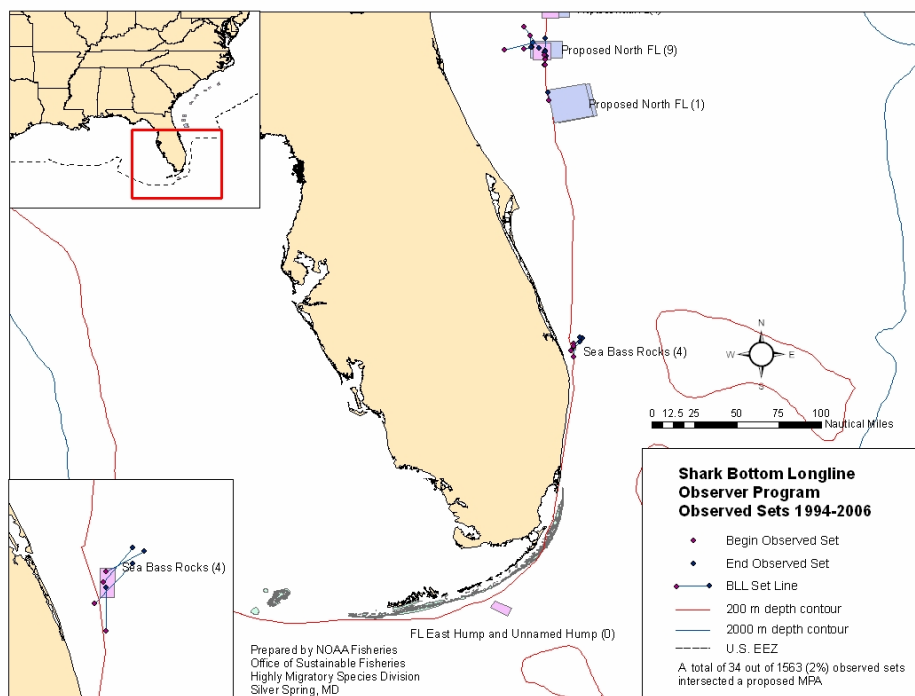 Proposed North FL (9)
Proposed North FL (1)
N
W E
S
Sea Bass Rocks (4)
0 12.5 25 50 75 100
Nautical Miles
Sea Bass Rocks (4)
FL East Hump and Unnamed Hump (0)
Prepared by NOAA Fisheries
Office of Sustainable Fisheries
Highly Migratory Species Division
Silver Spring, MD
Shark Bottom Longline
Observer Program
Observed Sets 1994-2006
Begin Observed Set
End Observed Set
BLL Set Line
200 m depth contour
2000 m depth contour
U.S. EEZ
A total of 34 out of 1563 (2%) observed sets
intersected a proposed MPA